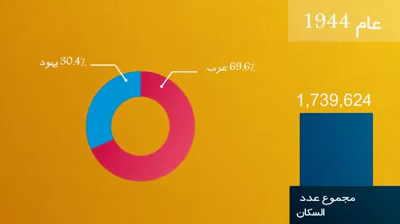 عام 1944
69.6% عرب
30.4% يهود
1,739,624
مجموع عدد
السكان